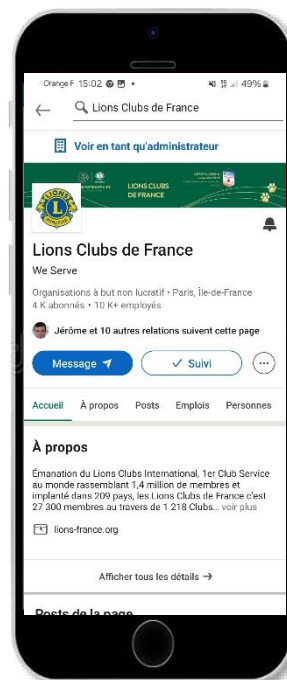 Orange F 15:02
49%
Lions Clubs de France
Voir en tant qu'administrateur
LIONS CLUBS
DE FRANCE
LIONS
L
Lions Clubs de France
We Serve
Organisations à but non lucratif • Paris, Île-de-France
4 K abonnés • 10 K+ employés
Jérôme et 10 autres relations suivent cette page
Message
Suivi
Accueil À propos Posts Emplois Personnes
À propos
Émanation du Lions Clubs International, 1er Club Service
au monde rassemblant 1,4 million de membres et
implanté dans 209 pays, les Lions Clubs de France c'est
27 300 membres au travers de 1 218 Clubs... voir plus
lions-france.org
Afficher tous les détails →
Posts de la page